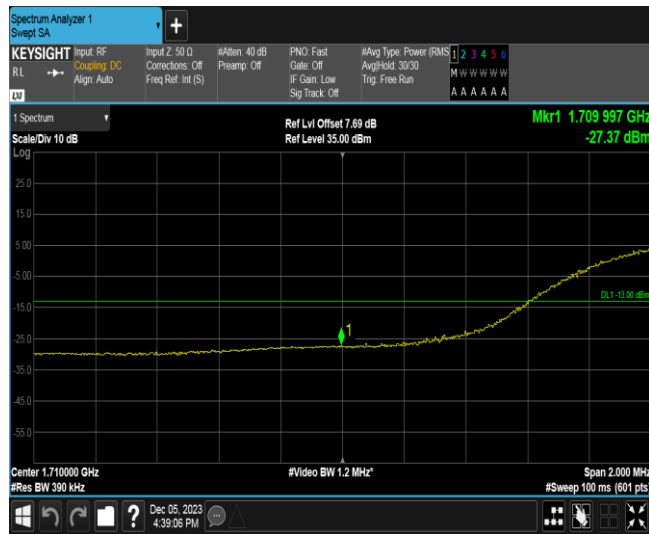 Spectrum Analyzer 1
Swept SA
+
KEYSIGHT
RL
LXI
Input: RF
Coupling: DC
Align: Auto
Input Z: 50 Ω
Corrections: Off
Freq Ref: Int (S)
#Atten: 40 dB
Preamp: Off
PNO: Fast
Gate: Off
IF Gain: Low
Sig Track: Off
#Avg Type: Power (RMS
Avg|Hold: 30/30
Trig: Free Run
1 2 3 4 5 6
M W W W W W
A A A A A A
1 Spectrum
Scale/Div 10 dB
Log
Ref Lvl Offset 7.69 dB
Ref Level 35.00 dBm
Mkr1 1.709 997 GHz
-27.37 dBm
25.0
15.0
5.00
-5.00
DL1 -13.00 dBm
-15.0
1
-25.0
-35.0
-45.0
-55.0
Center 1.710000 GHz
#Video BW 1.2 MHz*
Span 2.000 MHz
#Res BW 390 kHz
#Sweep 100 ms (601 pts)
?
Dec 05, 2023
4:39:06 PM